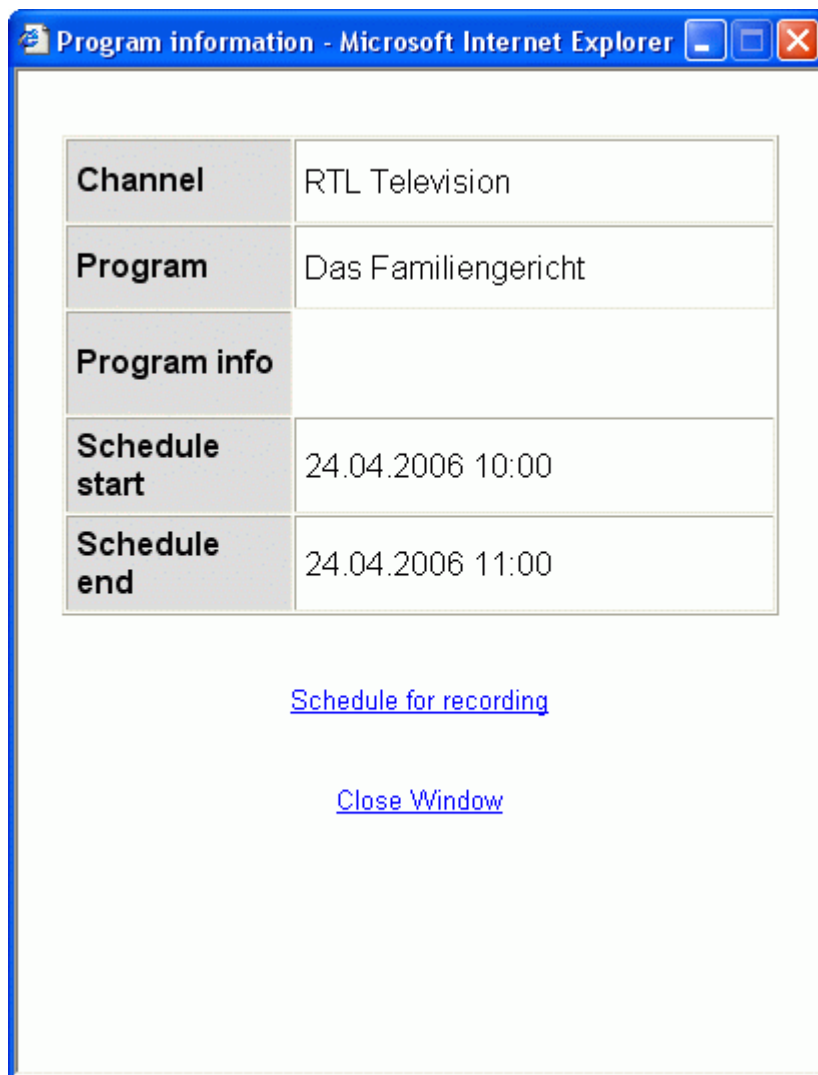 Program information - Microsoft Internet Explorer
Channel RTL Television
Program Das Familiengericht
Program info
Schedule
start 24.04.2006 10:00
Schedule
end 24.04.2006 11:00
Schedule for recording
Close Window